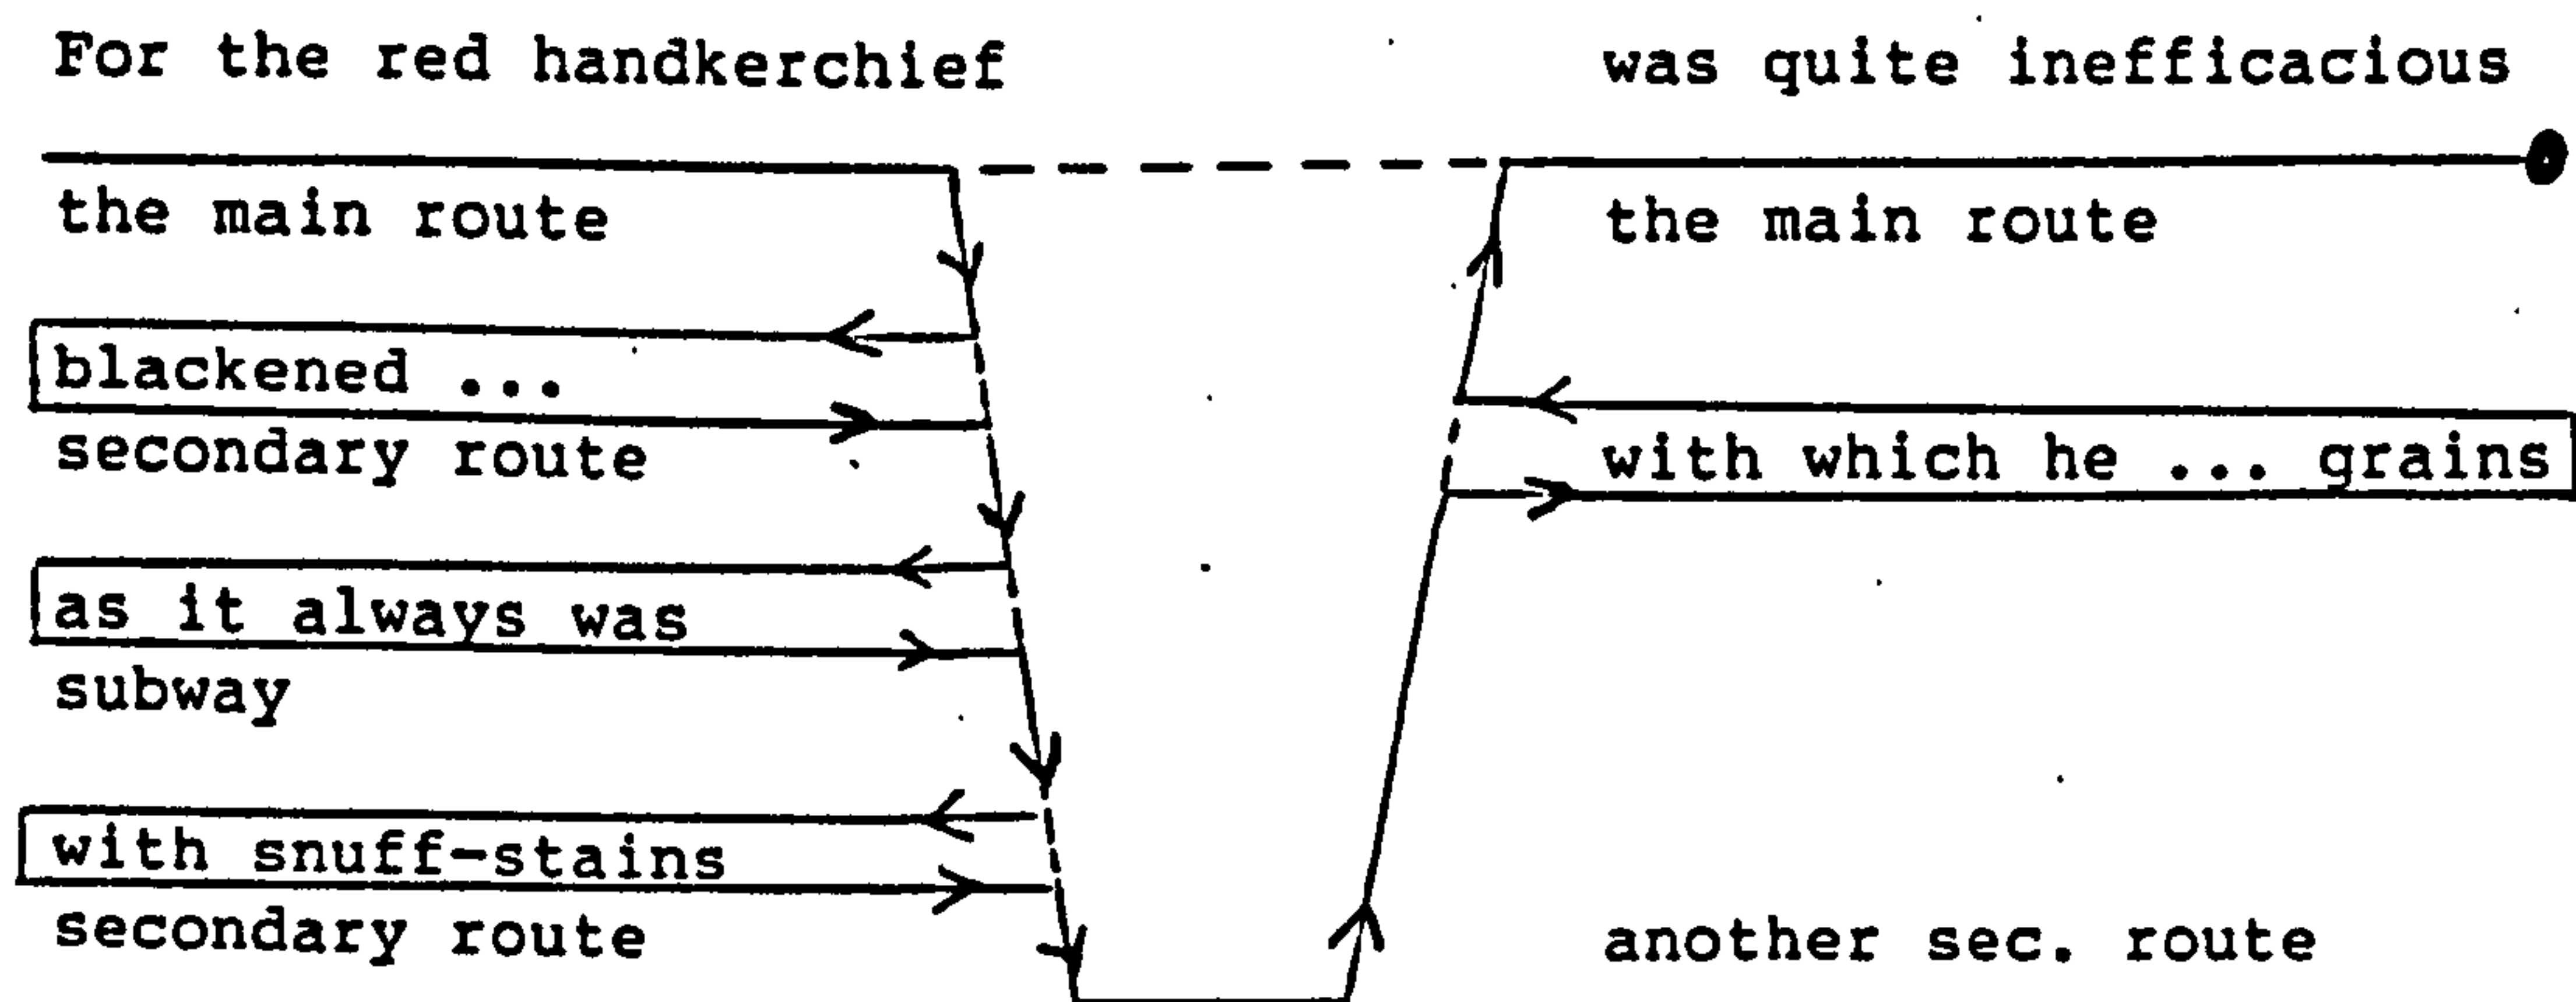 For the red handkerchief was quite inefficacious
the main route the main route
blackened ...
secondary route
with which he ... grains
as it always was
subway
with snuff-stains
secondary route another sec. route